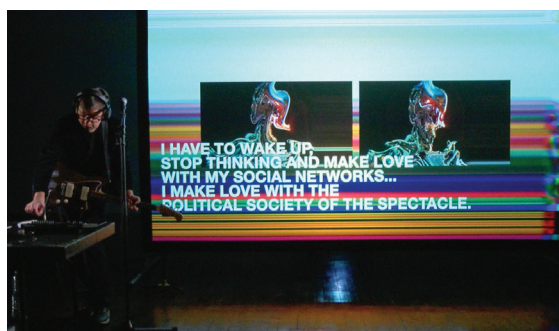 I HAVE TO WAKE UP,
STOP THINKING AND MAKE LOVE
WITH MY SOCIAL NETWORKS...
I MAKE LOVE WITH THE
POLITICAL SOCIETY OF THE SPECTACLE.